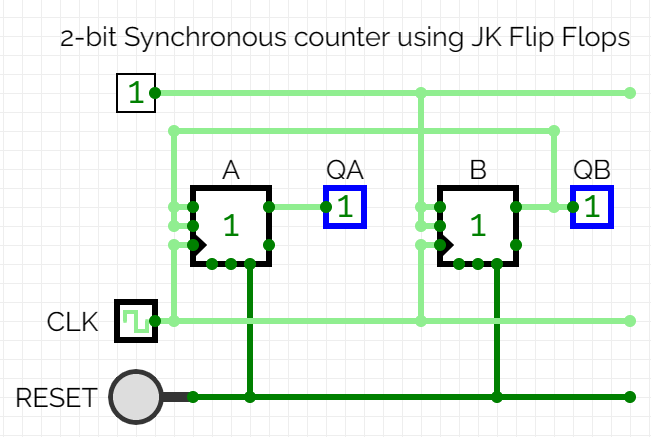 2-bit Synchronous counter using JK Flip Flops
1
A QA B QB
1 1 1 1
CLK
RESET